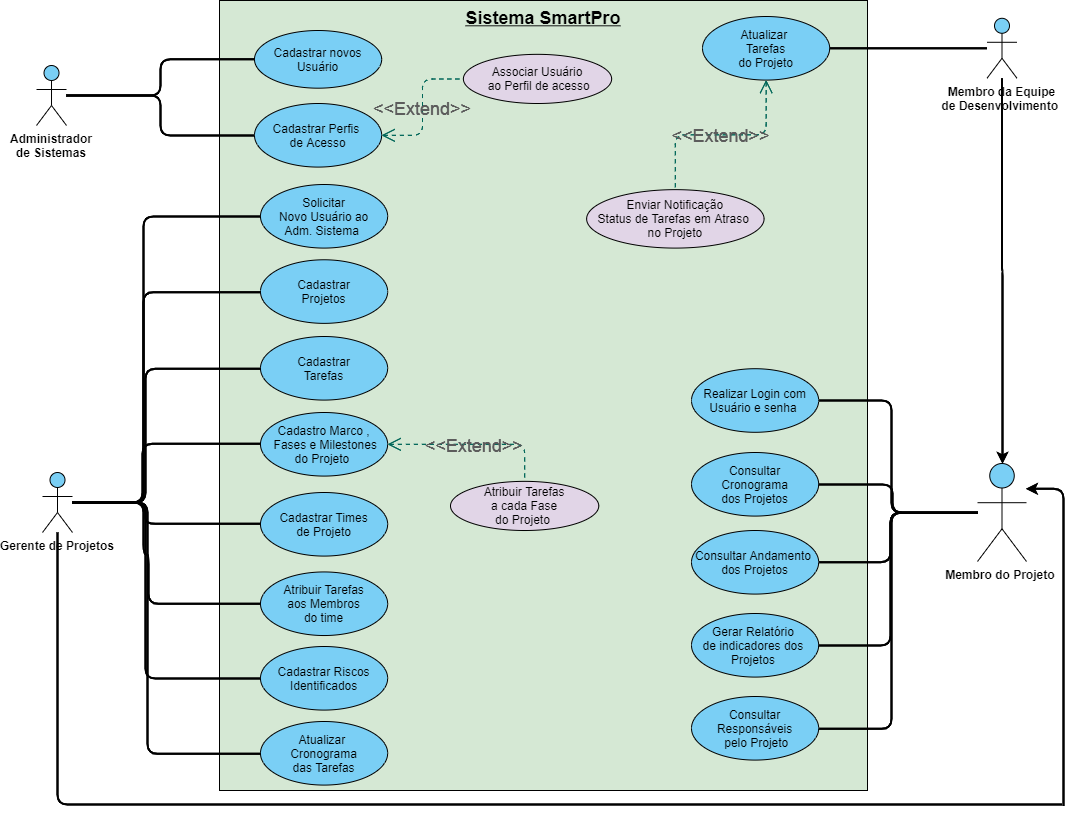 Sistema SmartPro
Cadastrar novos
Usuário
Associar Usuário
ao Perfil de acesso
<<Extend>>
Cadastrar Perfis
de Acesso
Administrador
de Sistemas
Atualizar
Tarefas
do Projeto
Membro da Equipe
de Desenvolvimento
<<Extend>>
Enviar Notificação
Status de Tarefas em Atraso
no Projeto
Solicitar
Novo Usuário ao
Adm. Sistema
Cadastrar
Projetos
Cadastrar
Tarefas
Cadastro Marco ,
Fases e Milestones
do Projeto
<<Extend>>
Atribuir Tarefas
a cada Fase
do Projeto
Gerente de Projetos
Cadastrar Times
de Projeto
Atribuir Tarefas
aos Membros
do time
Cadastrar Riscos
Identificados
Atualizar
Cronograma
das Tarefas
Realizar Login com
Usuário e senha
Consultar
Cronograma
dos Projetos
Consultar Andamento
dos Projetos
Gerar Relatório
de indicadores dos
Projetos
Consultar
Responsáveis
pelo Projeto
Membro do Projeto